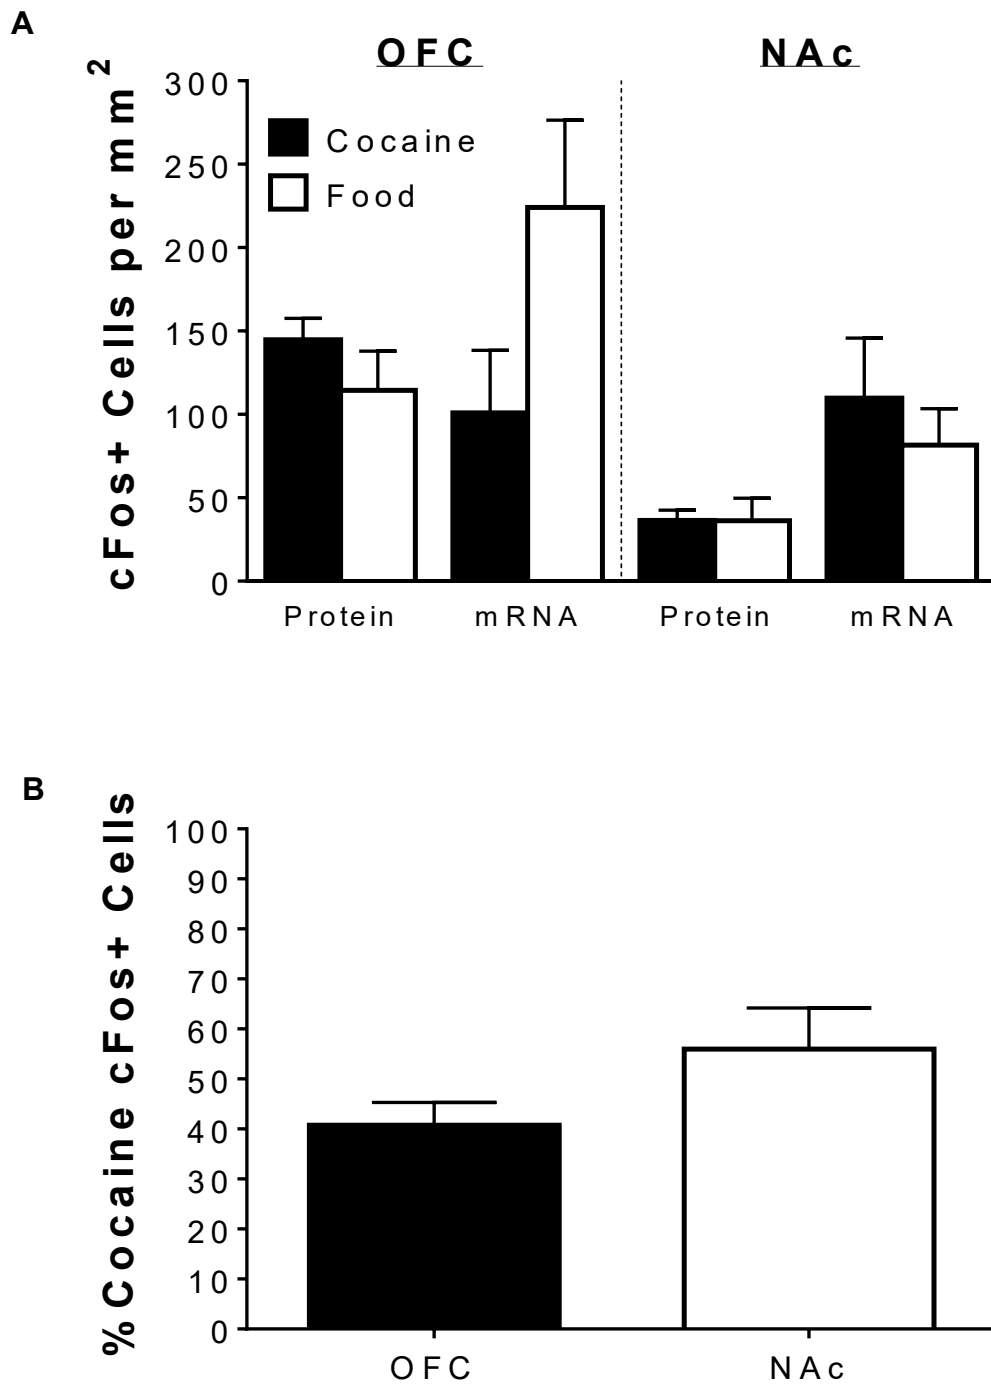 A
OFC
NAc
cFos+ Cells per mm²
300
250
200
150
100
50
0
Cocaine
Food
Protein
mRNA
Protein
mRNA
B
% Cocaine cFos+ Cells
100
90
80
70
60
50
40
30
20
10
0
OFC
NAc